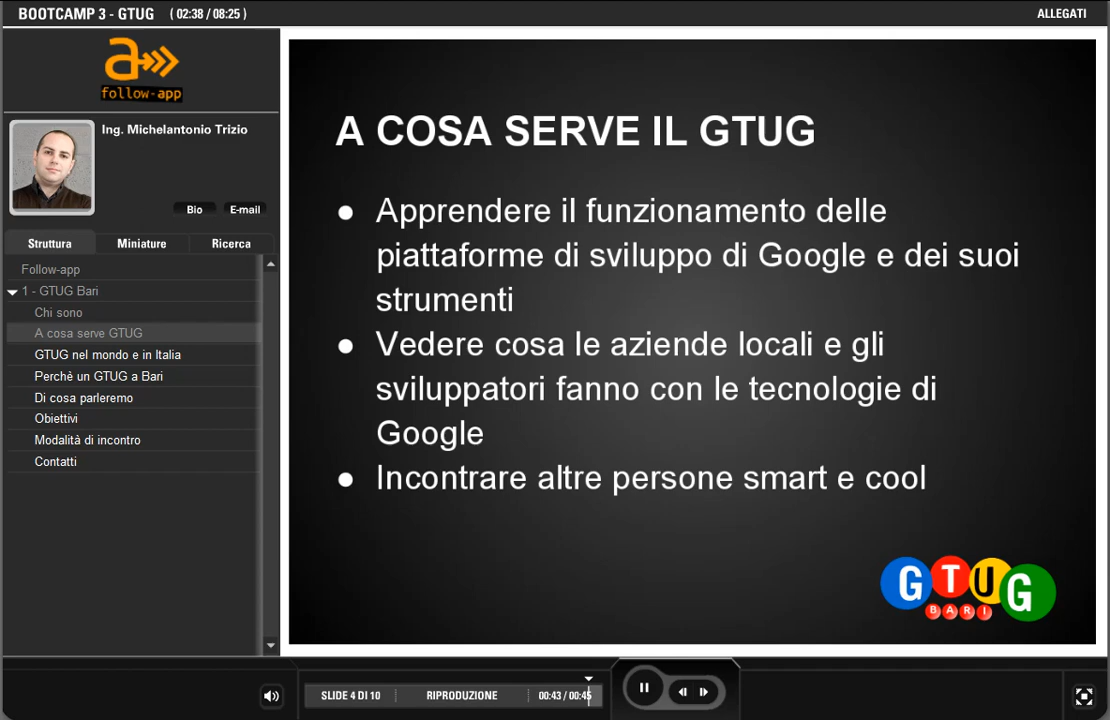 BOOTCAMP 3 - GTUG ( 02:38 / 08:25 )
ALLEGATI
a
follow-app
Ing. Michelantonio Trizio
Bio E-mail
Struttura Miniature Ricerca
Follow-app
1 - GTUG Bari
Chi sono
A cosa serve GTUG
GTUG nel mondo e in Italia
Perchè un GTUG a Bari
Di cosa parleremo
Obiettivi
Modalità di incontro
Contatti
A COSA SERVE IL GTUG
● Apprendere il funzionamento delle
piattaforme di sviluppo di Google e dei suoi
strumenti
● Vedere cosa le aziende locali e gli
sviluppatori fanno con le tecnologie di
Google
● Incontrare altre persone smart e cool
GTUG
BARI
SLIDE 4 DI 10 RIPRODUZIONE 00:43 / 00:45